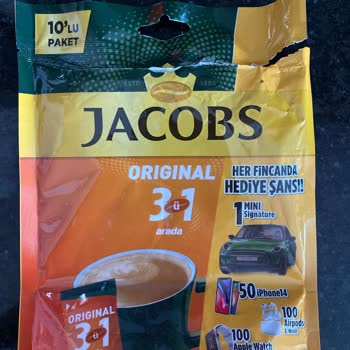 10'LU
PAKET
JACOBS
ORIGINAL
3ü1
arada
HER FİNCANDA
HEDİYE ŞANSI!
1 MINI
Signature
50 iPhone14
100
Airpods
100
Apple Watch
ORIGINAL
3ü1